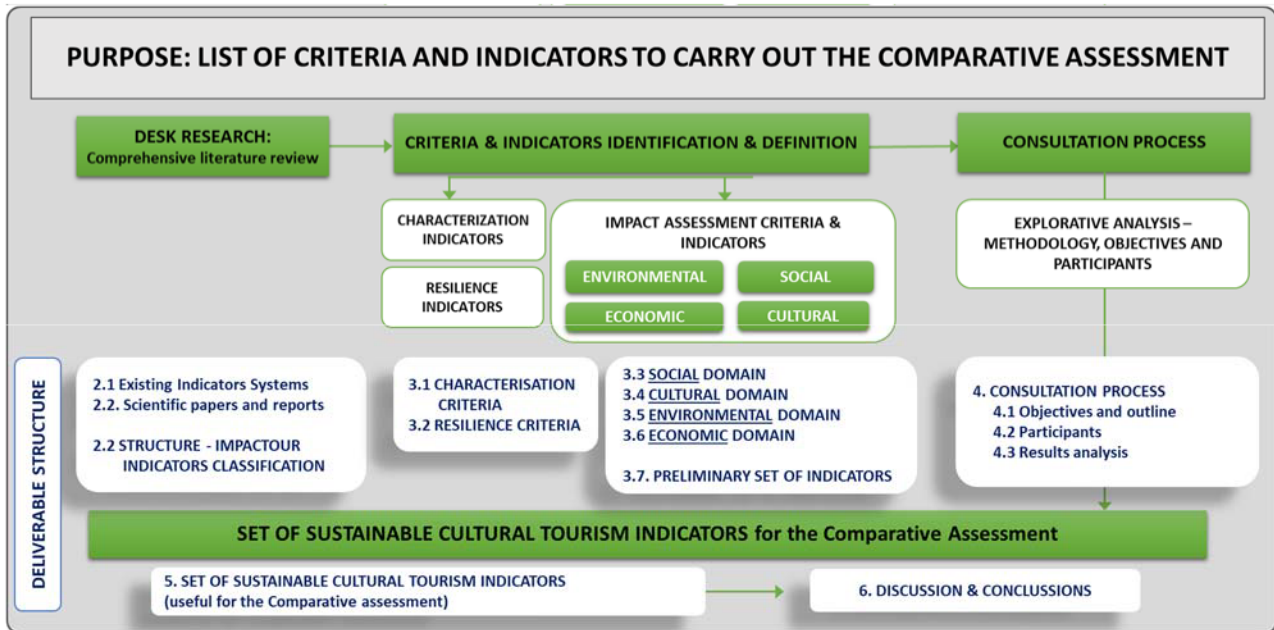 PURPOSE: LIST OF CRITERIA AND INDICATORS TO CARRY OUT THE COMPARATIVE ASSESSMENT
DESK RESEARCH:
Comprehensive literature review
CRITERIA & INDICATORS IDENTIFICATION & DEFINITION
CONSULTATION PROCESS
CHARACTERIZATION
INDICATORS
RESILIENCE
INDICATORS
IMPACT ASSESSMENT CRITERIA &
INDICATORS
ENVIRONMENTAL
SOCIAL
ECONOMIC
CULTURAL
EXPLORATIVE ANALYSIS –
METHODOLOGY, OBJECTIVES AND
PARTICIPANTS
DELIVERABLE STRUCTURE
2.1 Existing Indicators Systems
2.2. Scientific papers and reports
2.2 STRUCTURE - IMPACTOUR
INDICATORS CLASSIFICATION
3.1 CHARACTERISATION
CRITERIA
3.2 RESILIENCE CRITERIA
3.3 SOCIAL DOMAIN
3.4 CULTURAL DOMAIN
3.5 ENVIRONMENTAL DOMAIN
3.6 ECONOMIC DOMAIN
3.7. PRELIMINARY SET OF INDICATORS
4. CONSULTATION PROCESS
4.1 Objectives and outline
4.2 Participants
4.3 Results analysis
SET OF SUSTAINABLE CULTURAL TOURISM INDICATORS for the Comparative Assessment
5. SET OF SUSTAINABLE CULTURAL TOURISM INDICATORS
(useful for the Comparative assessment)
6. DISCUSSION & CONCLUSSIONS